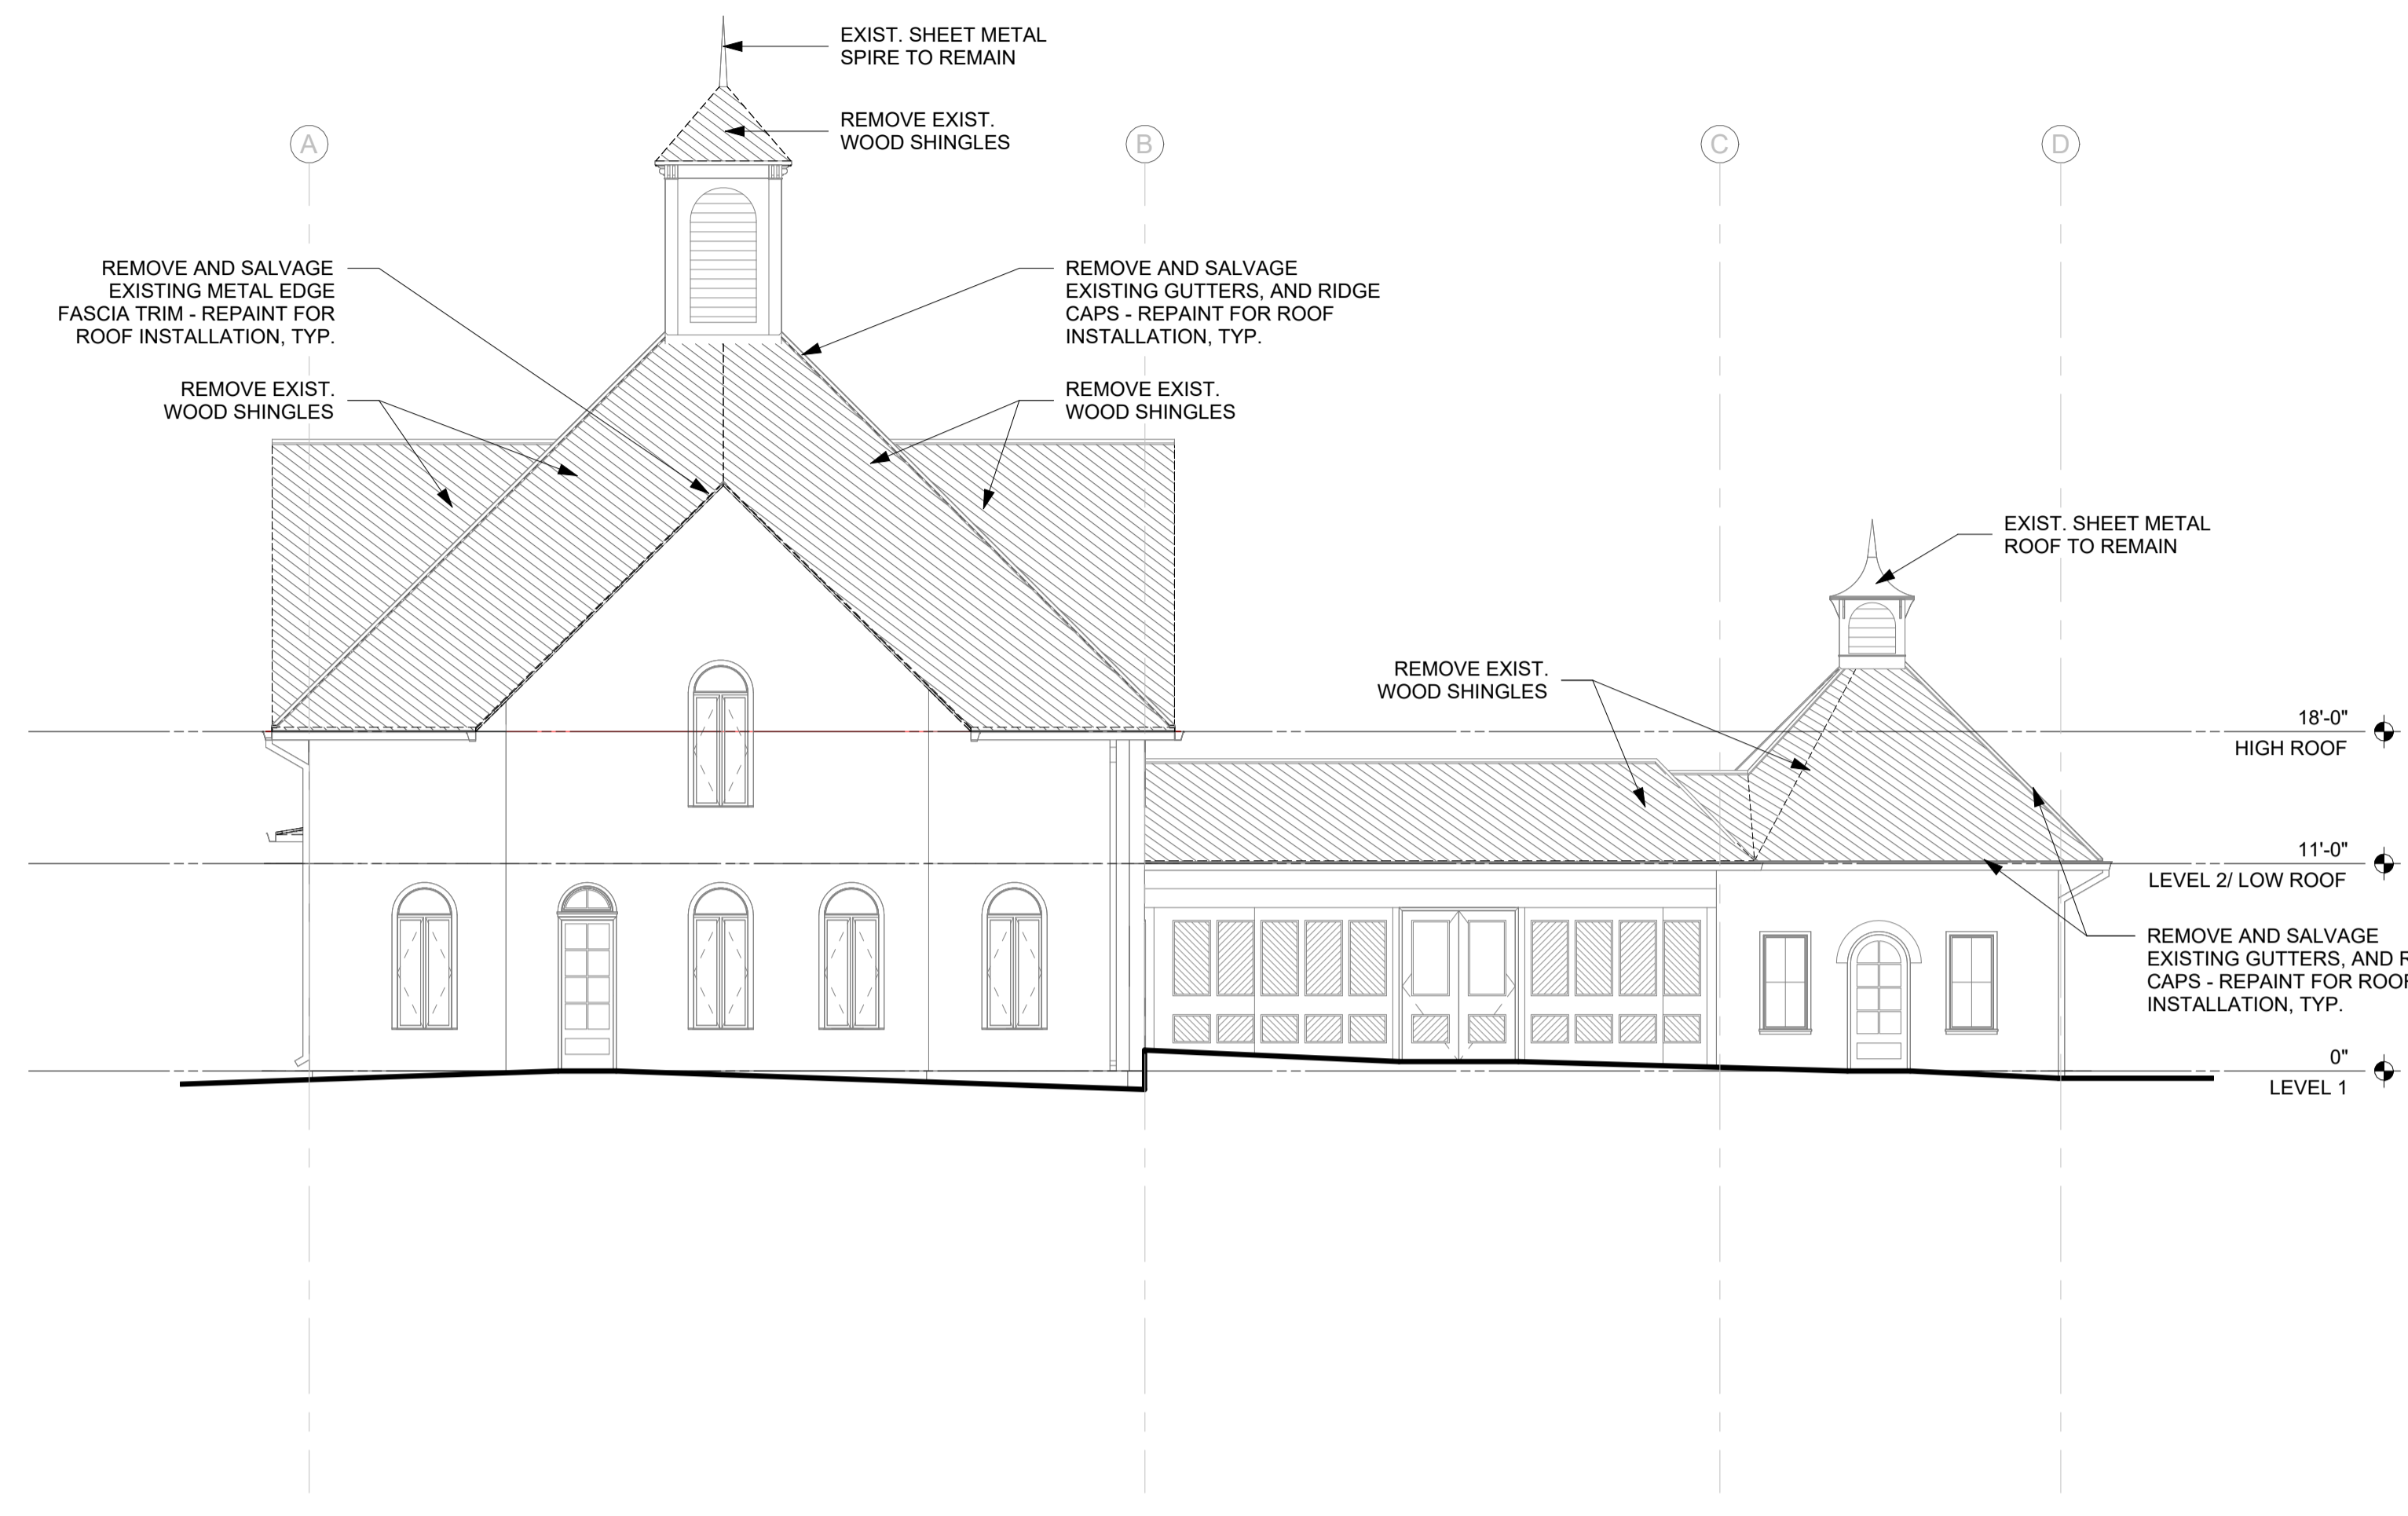 EXIST. SHEET METAL
SPIRE TO REMAIN
REMOVE EXIST.
WOOD SHINGLES
A
B
C
D
REMOVE AND SALVAGE
EXISTING METAL EDGE
FASCIA TRIM - REPAINT FOR
ROOF INSTALLATION, TYP.
REMOVE AND SALVAGE
EXISTING GUTTERS, AND RIDGE
CAPS - REPAINT FOR ROOF
INSTALLATION, TYP.
REMOVE EXIST.
WOOD SHINGLES
REMOVE EXIST.
WOOD SHINGLES
EXIST. SHEET METAL
ROOF TO REMAIN
REMOVE EXIST.
WOOD SHINGLES
18'-0"
HIGH ROOF
11'-0"
LEVEL 2/ LOW ROOF
REMOVE AND SALVAGE
EXISTING GUTTERS, AND
CAPS - REPAINT FOR
INSTALLATION, TYP.
0"
LEVEL 1